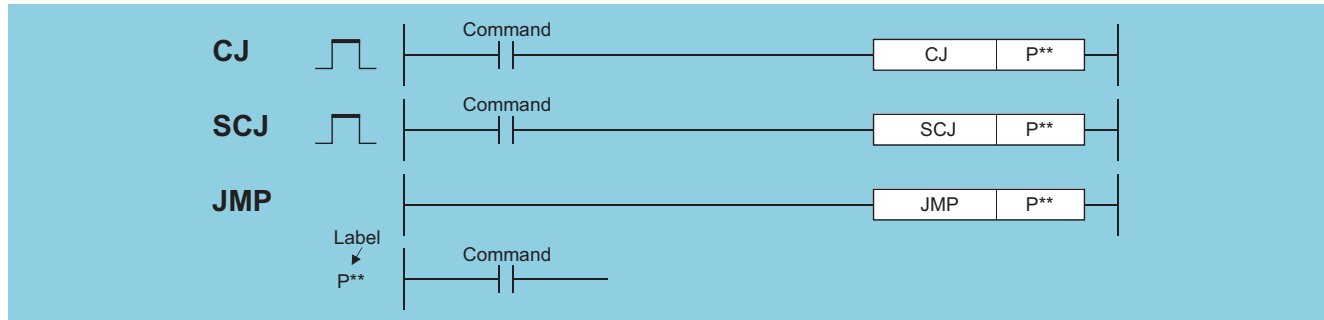 Command
CJ CJ P**
Command
SCJ SCJ P**
JMP JMP P**
Label
P** Command